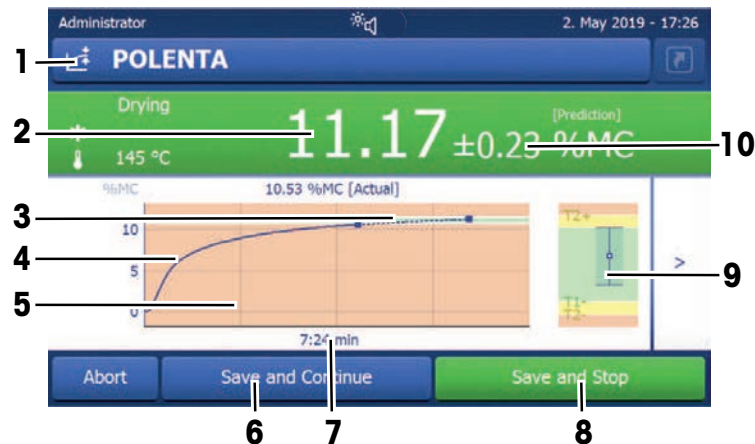 Administrator 2. May 2019 - 17:26
1 POLENTA
Drying [Prediction]
2 11.17 ±0.23 %MC 10
145 °C
%MC 10.53 %MC [Actual]
3 T2+
10
4
5 > 9
5
0 T1-
T2-
7:24 min
Abort Save and Continue Save and Stop
6 7 8